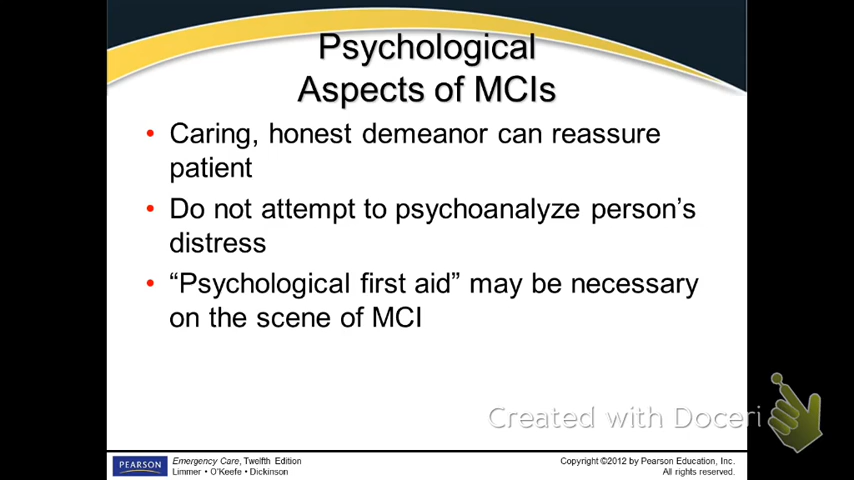 Psychological
Aspects of MCIs
• Caring, honest demeanor can reassure
patient
• Do not attempt to psychoanalyze person's
distress
• “Psychological first aid” may be necessary
on the scene of MCI
Created with Doceri
PEARSON
Emergency Care, Twelfth Edition
Limmer • O'Keefe • Dickinson
Copyright ©2012 by Pearson Education, Inc.
All rights reserved.